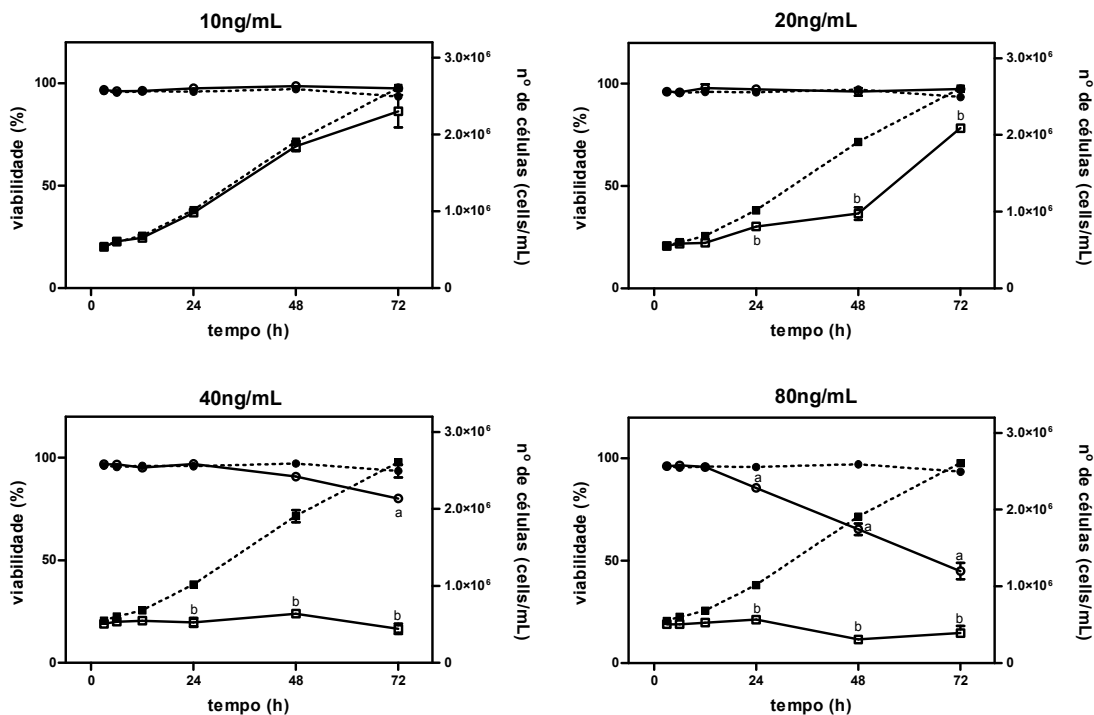 10ng/mL
viabilidade (%)
100
50
0
3.0×10⁶
2.0×10⁶
1.0×10⁶
0
nº de células (cells/mL)
0 24 48 72
tempo (h)
20ng/mL
viabilidade (%)
100
50
0
b
b
b
3.0×10⁶
2.0×10⁶
1.0×10⁶
0
nº de células (cells/mL)
0 24 48 72
tempo (h)
40ng/mL
viabilidade (%)
100
50
0
a
b b b
3.0×10⁶
2.0×10⁶
1.0×10⁶
0
nº de células (cells/mL)
0 24 48 72
tempo (h)
80ng/mL
viabilidade (%)
100
50
0
a
a
a
b
b b
3.0×10⁶
2.0×10⁶
1.0×10⁶
0
nº de células (cells/mL)
0 24 48 72
tempo (h)